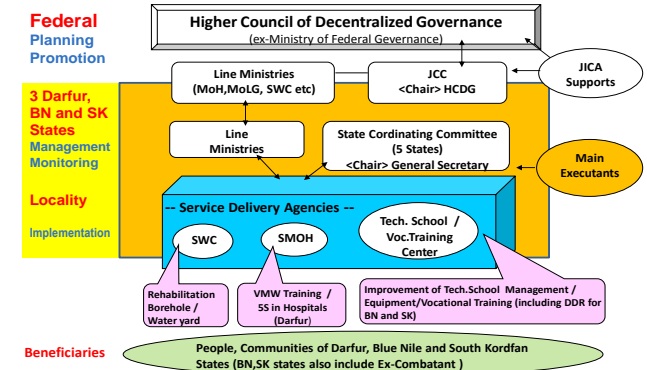 Federal
Planning
Promotion
Higher Council of Decentralized Governance
(ex-Ministry of Federal Governance)
Line Ministries
(MoH,MoLG, SWC etc)
JCC
<Chair> HCDG
JICA
Supports
3 Darfur,
BN and SK
States
Management
Monitoring
Line
Ministries
State Cordinating Committee
(5 States)
<Chair> General Secretary
Main
Executants
Locality
Implementation
-- Service Delivery Agencies --
SWC
SMOH
Tech. School /
Voc.Training
Center
Rehabilitation
Borehole /
Water yard
VMW Training /
5S in Hospitals
(Darfur)
Improvement of Tech.School Management /
Equipment/Vocational Training (including DDR for
BN and SK)
Beneficiaries
People, Communities of Darfur, Blue Nile and South Kordfan
States (BN,SK states also include Ex-Combatant )